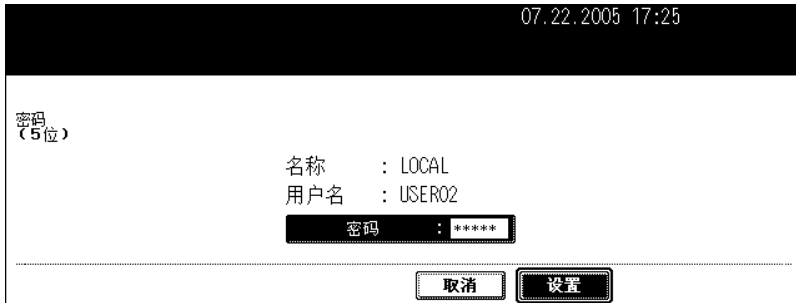 07.22.2005 17:25
密码
(5位)
名称 : LOCAL
用户名 : USER02
密码 : *****
取消 设置